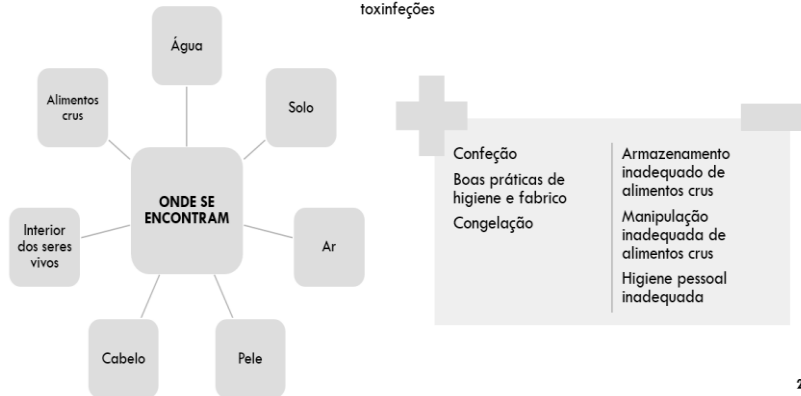 toxinfeções
Água
Alimentos
crus
Solo
ONDE SE
ENCONTRAM
Interior
dos seres
vivos
Ar
Cabelo
Pele
Confeção
Boas práticas de
higiene e fabrico
Congelação
Armazenamento
inadequado de
alimentos crus
Manipulação
inadequada de
alimentos crus
Higiene pessoal
inadequada
2